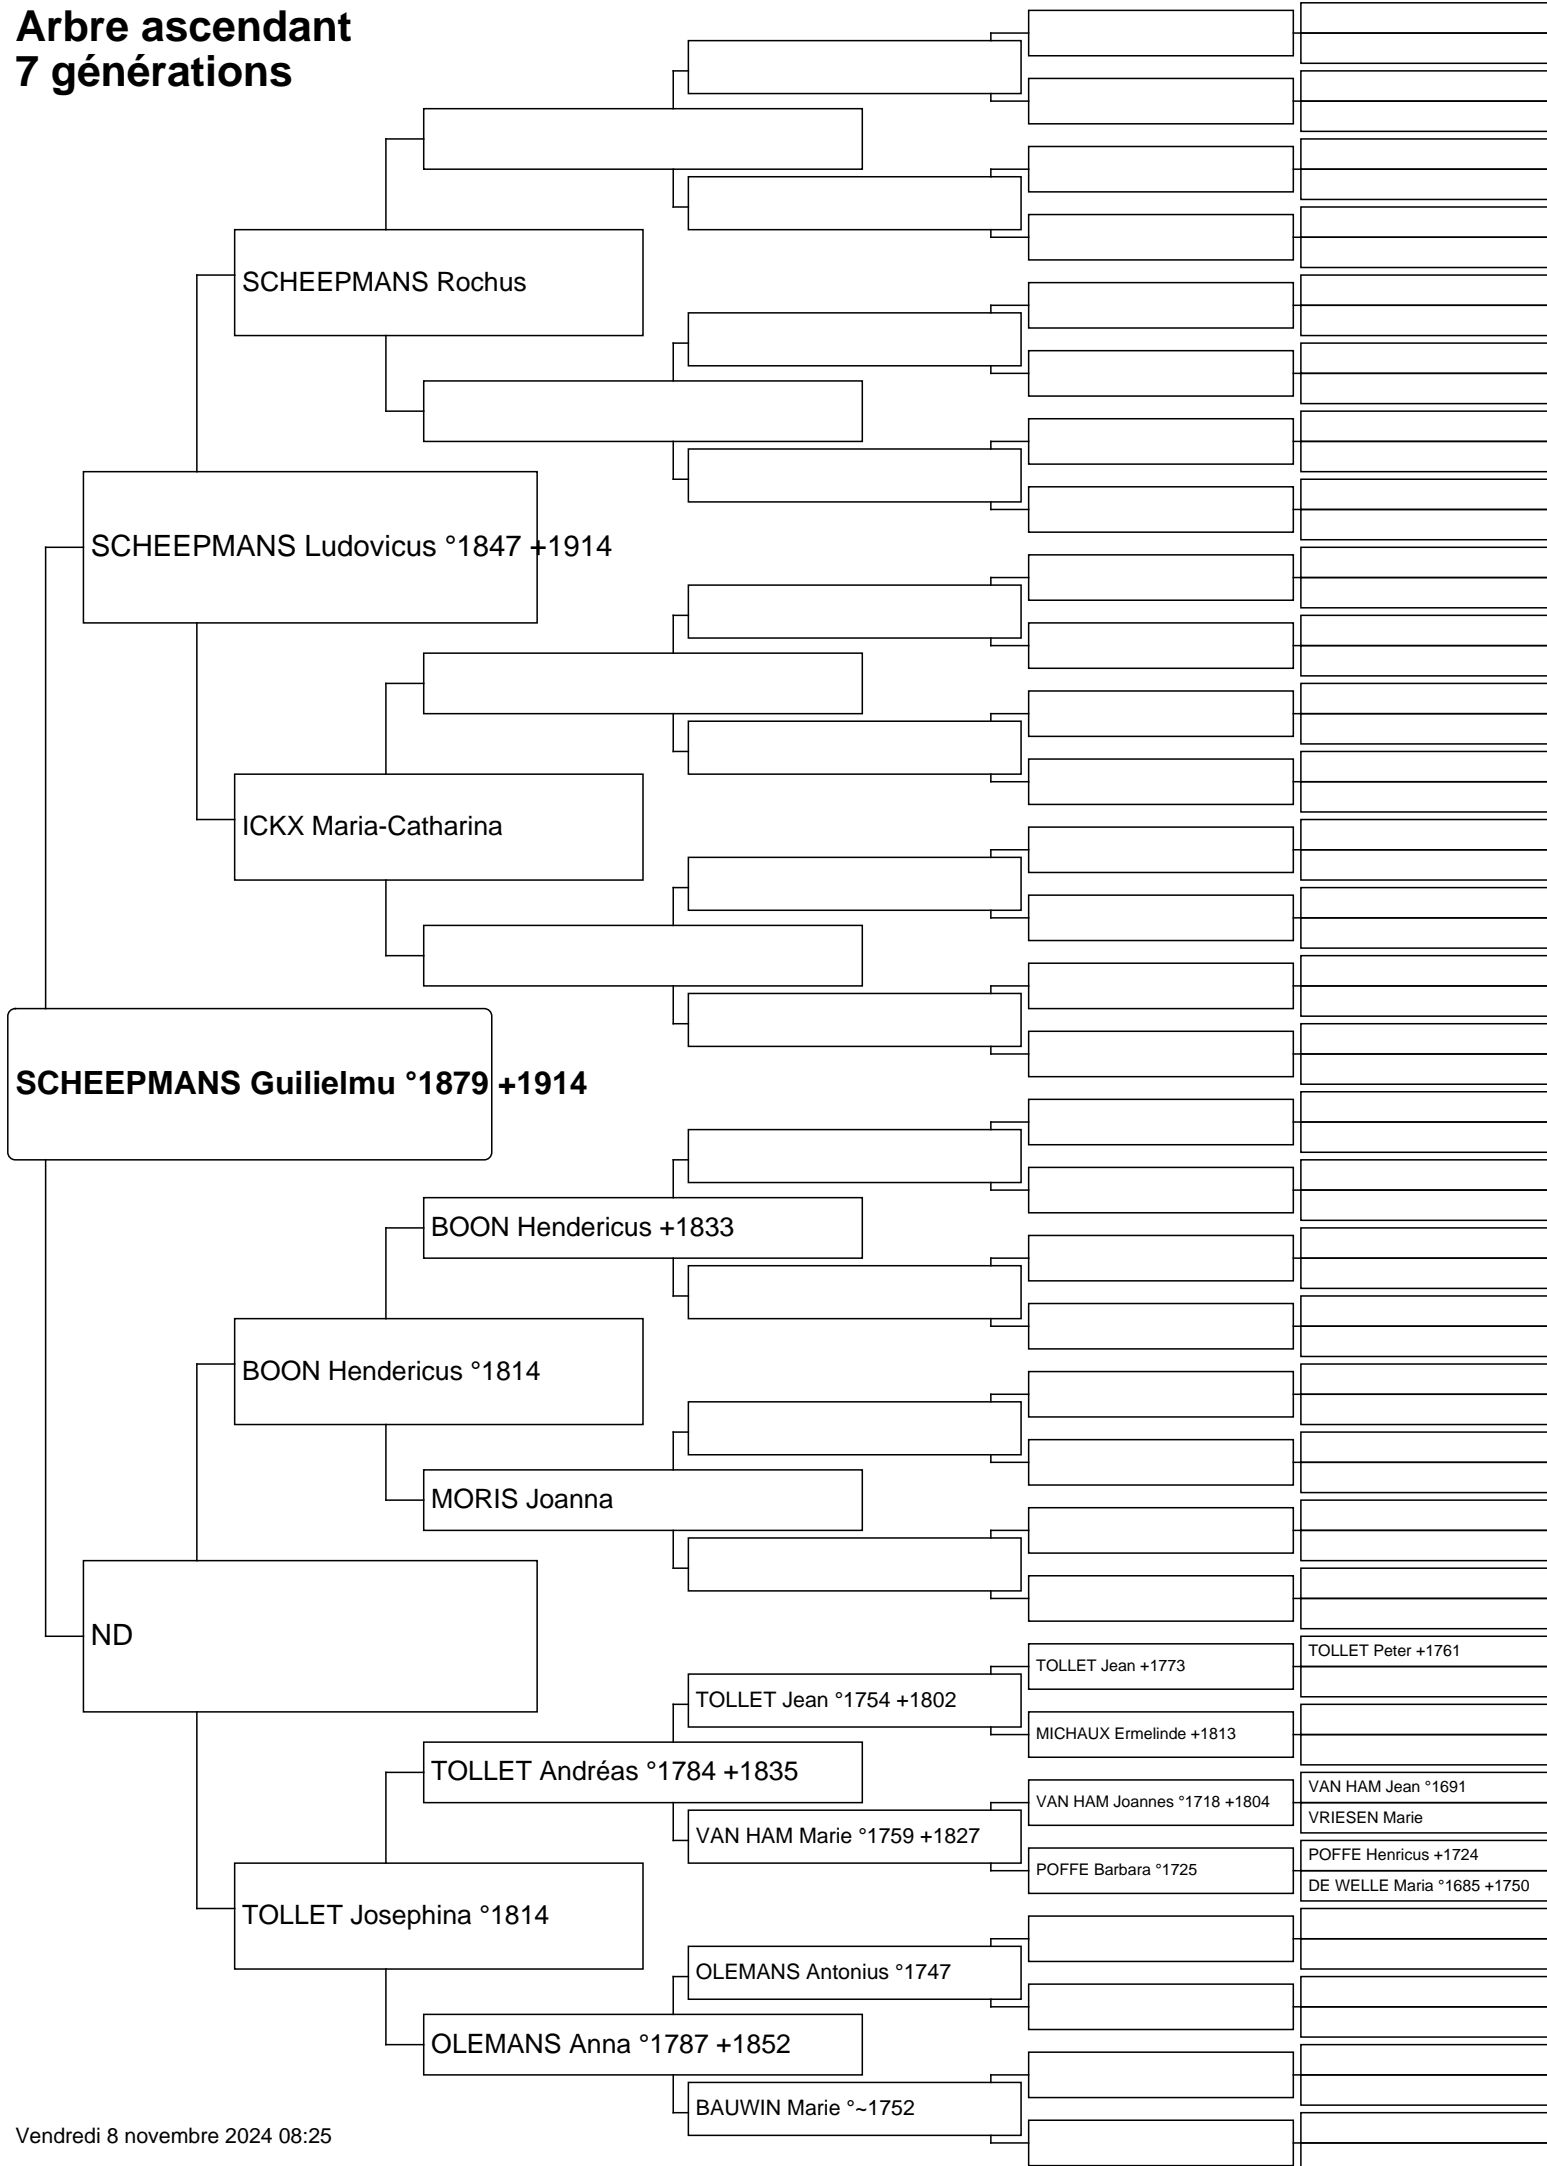 Arbre ascendant
7 générations
SCHEEPMANS Rochus
SCHEEPMANS Ludovicus °1847 +1914
ICKX Maria-Catharina
SCHEEPMANS Guilielmu °1879 +1914
BOON Hendericus +1833
BOON Hendericus °1814
MORIS Joanna
ND
TOLLET Peter +1761
TOLLET Jean +1773
TOLLET Jean °1754 +1802
MICHAUX Ermelinde +1813
TOLLET Andréas °1784 +1835
VAN HAM Jean °1691
VAN HAM Joannes °1718 +1804
VRIESEN Marie
VAN HAM Marie °1759 +1827
POFFE Henricus +1724
POFFE Barbara °1725
DE WELLE Maria °1685 +1750
TOLLET Josephina °1814
OLEMANS Antonius °1747
OLEMANS Anna °1787 +1852
BAUWIN Marie °~1752
Vendredi 8 novembre 2024 08:25